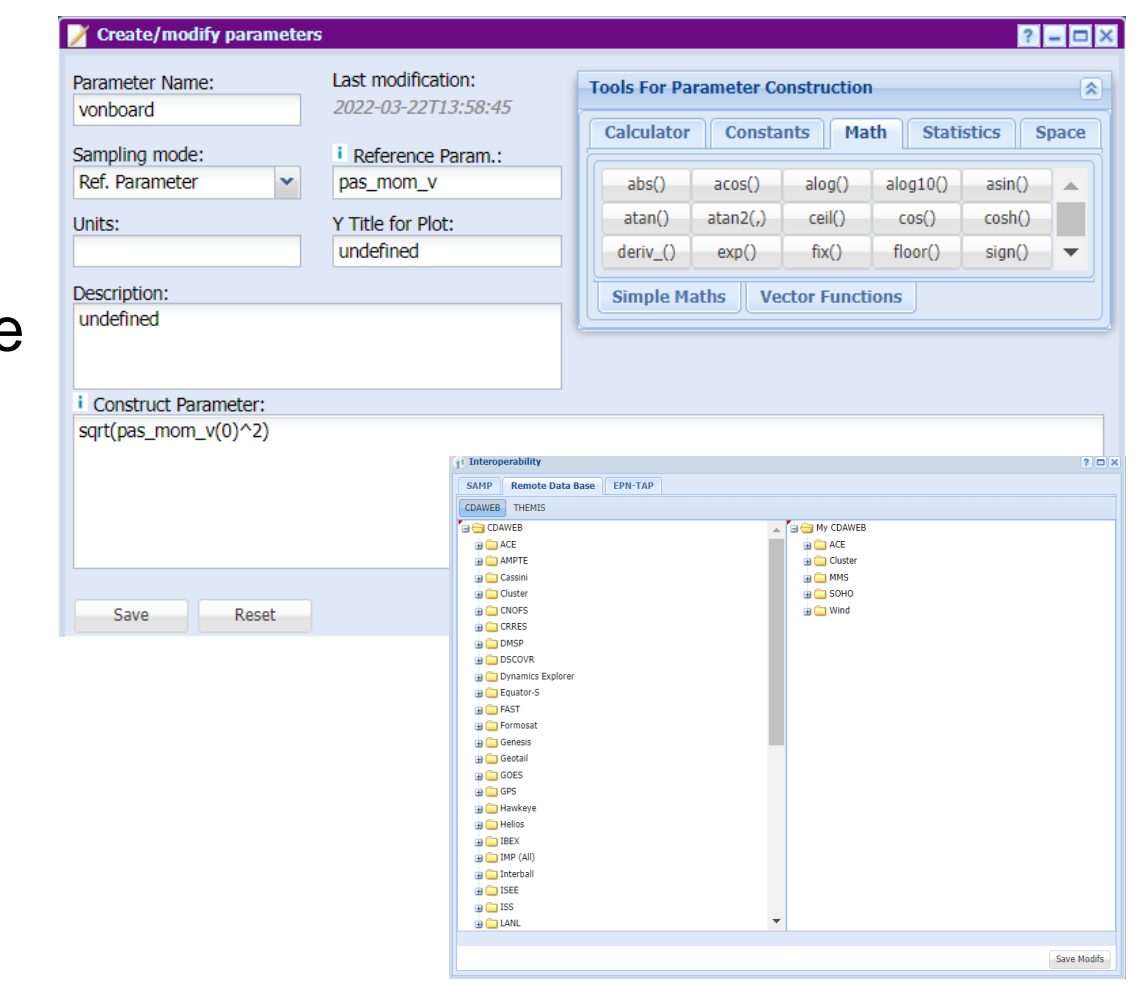 Create/modify parameters
Parameter Name:
vonboard
Last modification:
2022-03-22T13:58:45
Sampling mode:
Ref. Parameter
Reference Param.:
pas_mom_v
Units:
Y Title for Plot:
undefined
Description:
undefined
Tools For Parameter Construction
Calculator Constants Math Statistics Space
abs() acos() alog() alog10() asin()
atan() atan2(,) ceil() cos() cosh()
deriv_() exp() fix() floor() sign()
Simple Maths Vector Functions
e
Construct Parameter:
sqrt(pas_mom_v(0)^2)
Save Reset
Interoperability
SAMP Remote Data Base EPN-TAP
CDAWEB THEMIS
CDAWEB
ACE
AMPTE
Cassini
Cluster
CNOFS
CRRES
DMSP
DSCOVR
Dynamics Explorer
Equator-S
FAST
Formosat
Genesis
Geotail
GOES
GPS
Hawkeye
Helios
IBEX
IMP (All)
Interball
ISEE
ISS
LANL
My CDAWEB
ACE
Cluster
MMS
SOHO
Wind
Save Modifs